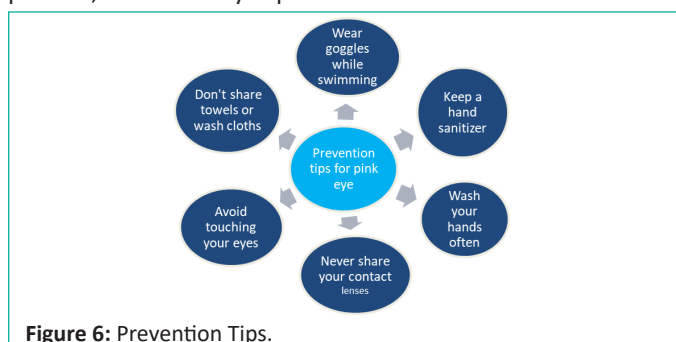 Wear
goggles
while
swimming
Keep a
hand
sanitizer
Wash
your
hands
often
Never share
your contact
lenses
Avoid
touching
your eyes
Don't share
towels or
wash cloths
Prevention
tips for pink
eye
Figure 6: Prevention Tips.